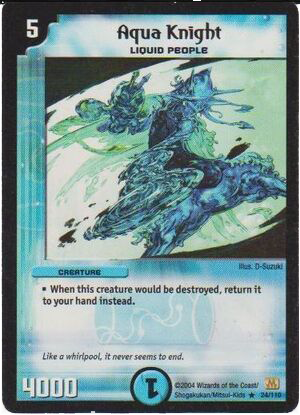 5
Aqua Knight
LIQUID PEOPLE
Illus. D-Suzuki
CREATURE
▪ When this creature would be destroyed, return it
to your hand instead.
Like a whirlpool, it never seems to end.
4000
1
©2004 Wizards of the Coast/
Shogakukan/Mitsui-Kids ★ 24/110